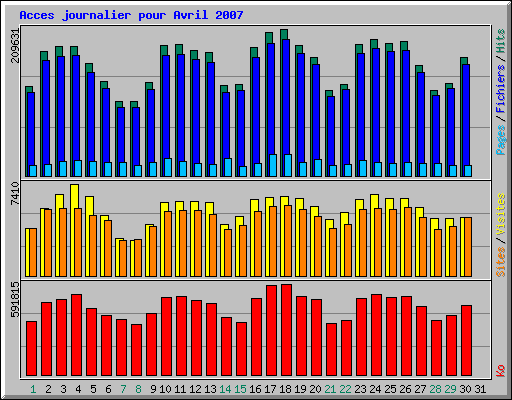 Acces journalier pour Avril 2007
209631
Pages / Fichiers / Hits
7410
Sites / Visites
591815
Ko
1 2 3 4 5 6 7 8 9 10 11 12 13 14 15 16 17 18 19 20 21 22 23 24 25 26 27 28 29 30 31